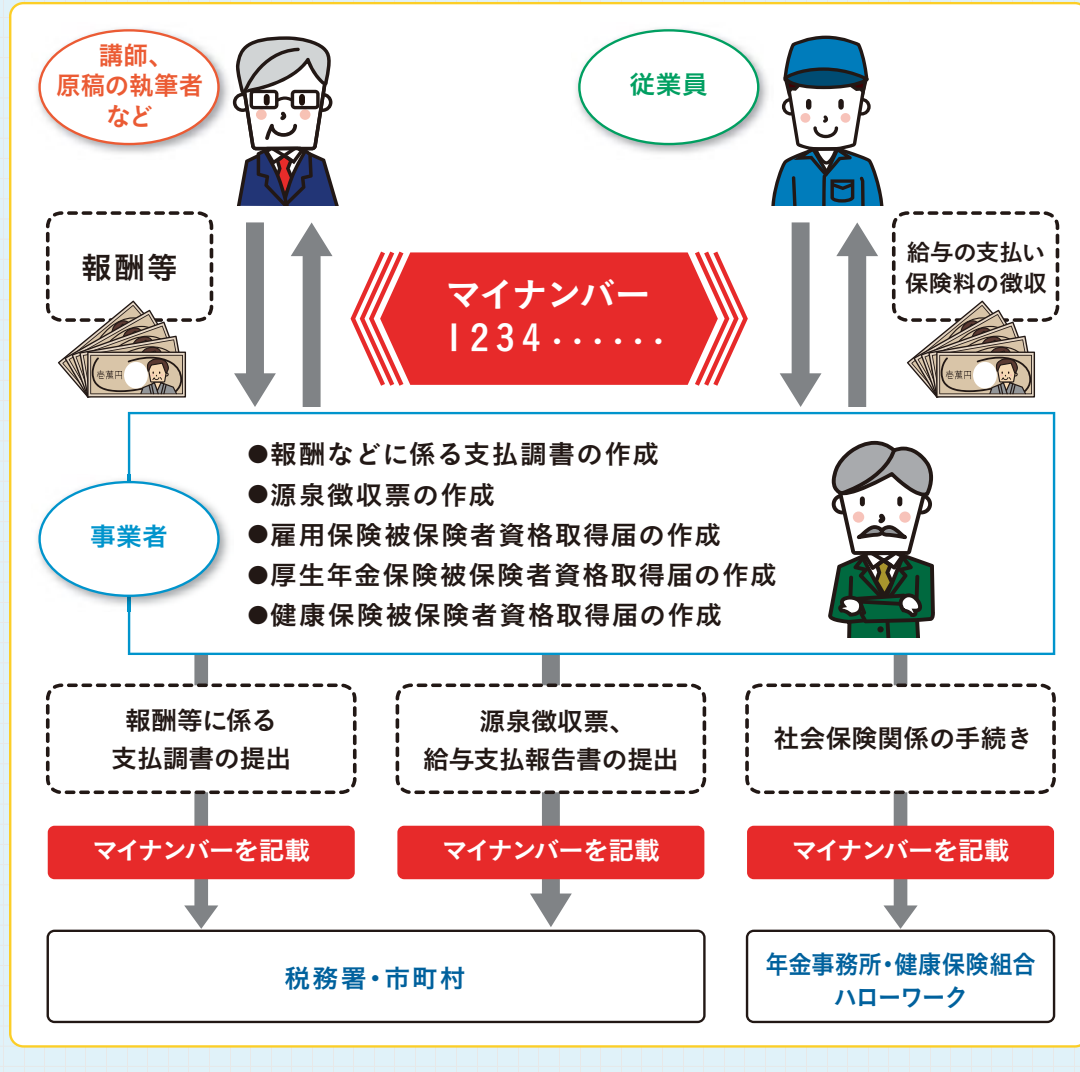 講師、
原稿の執筆者
など
従業員
報酬等
マイナンバー
1234・・・・・・
給与の支払い
保険料の徴収
壱萬円
壱萬円
事業者
●報酬などに係る支払調書の作成
●源泉徴収票の作成
●雇用保険被保険者資格取得届の作成
●厚生年金保険被保険者資格取得届の作成
●健康保険被保険者資格取得届の作成
報酬等に係る
支払調書の提出
源泉徴収票、
給与支払報告書の提出
社会保険関係の手続き
マイナンバーを記載
マイナンバーを記載
マイナンバーを記載
税務署・市町村
年金事務所・健康保険組合
ハローワーク